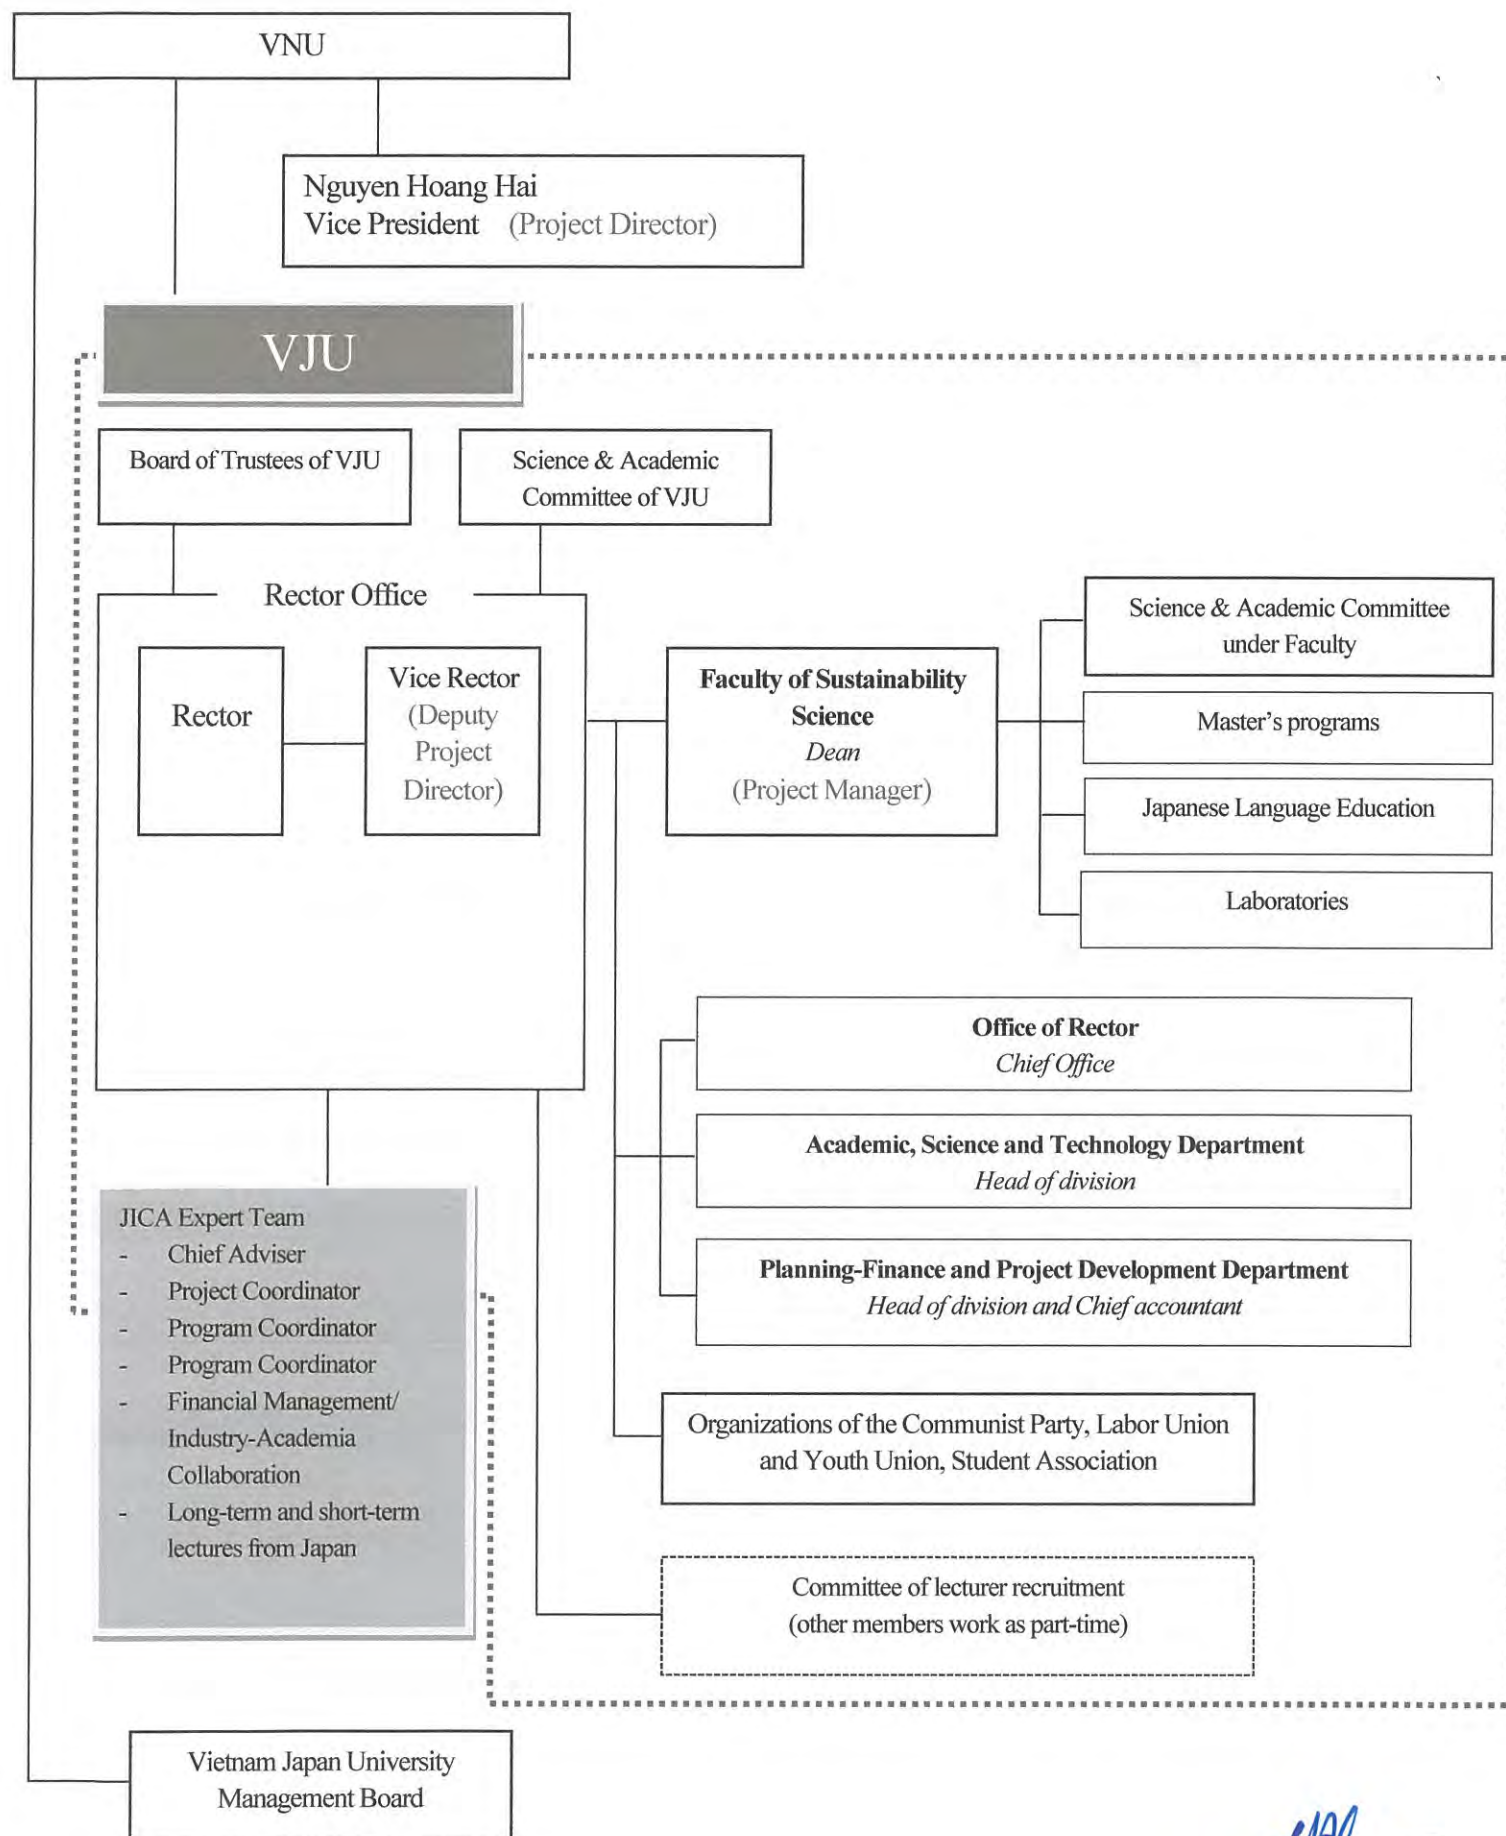 VNU
Nguyen Hoang Hai
Vice President (Project Director)
VJU
Board of Trustees of VJU
Science & Academic
Committee of VJU
Rector Office
Rector
Vice Rector
(Deputy
Project
Director)
Faculty of Sustainability
Science
Dean
(Project Manager)
Science & Academic Committee
under Faculty
Master's programs
Japanese Language Education
Laboratories
Office of Rector
Chief Office
Academic, Science and Technology Department
Head of division
Planning-Finance and Project Development Department
Head of division and Chief accountant
JICA Expert Team
- Chief Adviser
- Project Coordinator
- Program Coordinator
- Program Coordinator
- Financial Management/
Industry-Academia
Collaboration
- Long-term and short-term
lectures from Japan
Organizations of the Communist Party, Labor Union
and Youth Union, Student Association
Committee of lecturer recruitment
(other members work as part-time)
Vietnam Japan University
Management Board